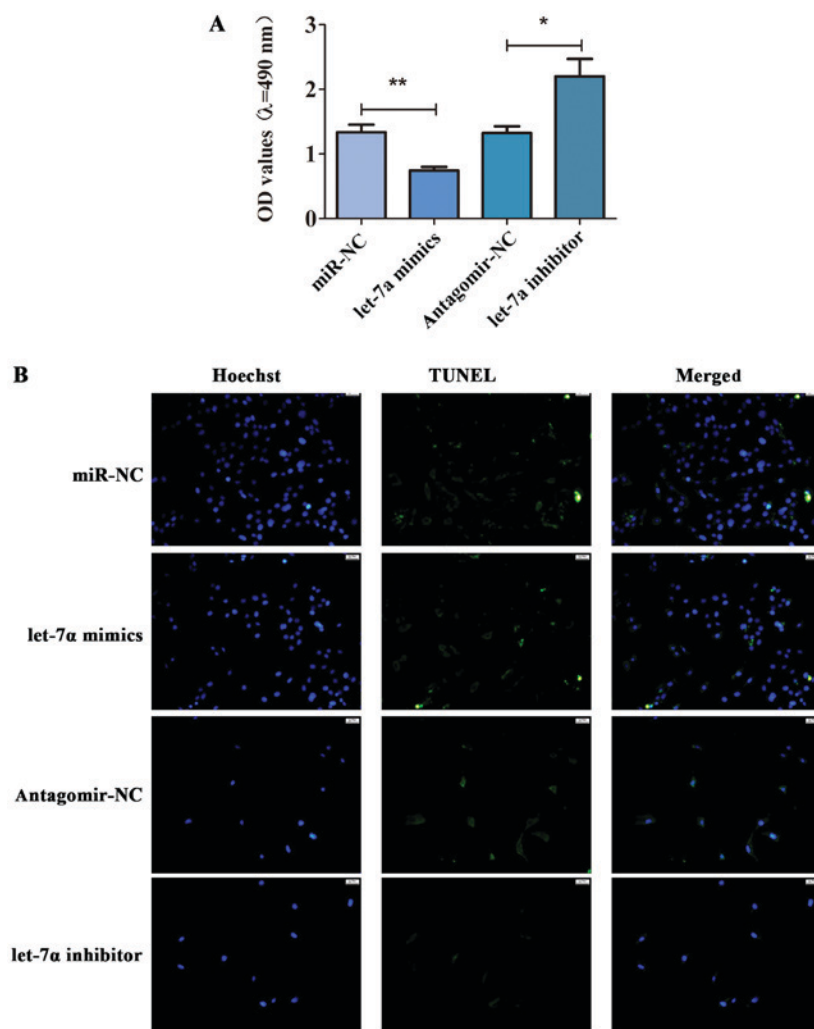 A
OD values (λ=490 nm)
3
2
1
0
**
*
miR-NC
let-7a mimics
Antagomir-NC
let-7a inhibitor
B
Hoechst
TUNEL
Merged
miR-NC
let-7α mimics
Antagomir-NC
let-7α inhibitor